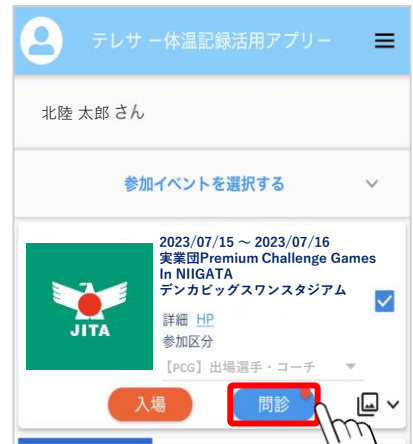 テレサ ー体温記録活用アプリー
北陸 太郎 さん
参加イベントを選択する
2023/07/15 ～ 2023/07/16
実業団Premium Challenge Games
In NIIGATA
デンカビッグスワンスタジアム
JITA
詳細 HP
参加区分
【PCG】出場選手・コーチ
入場 問診